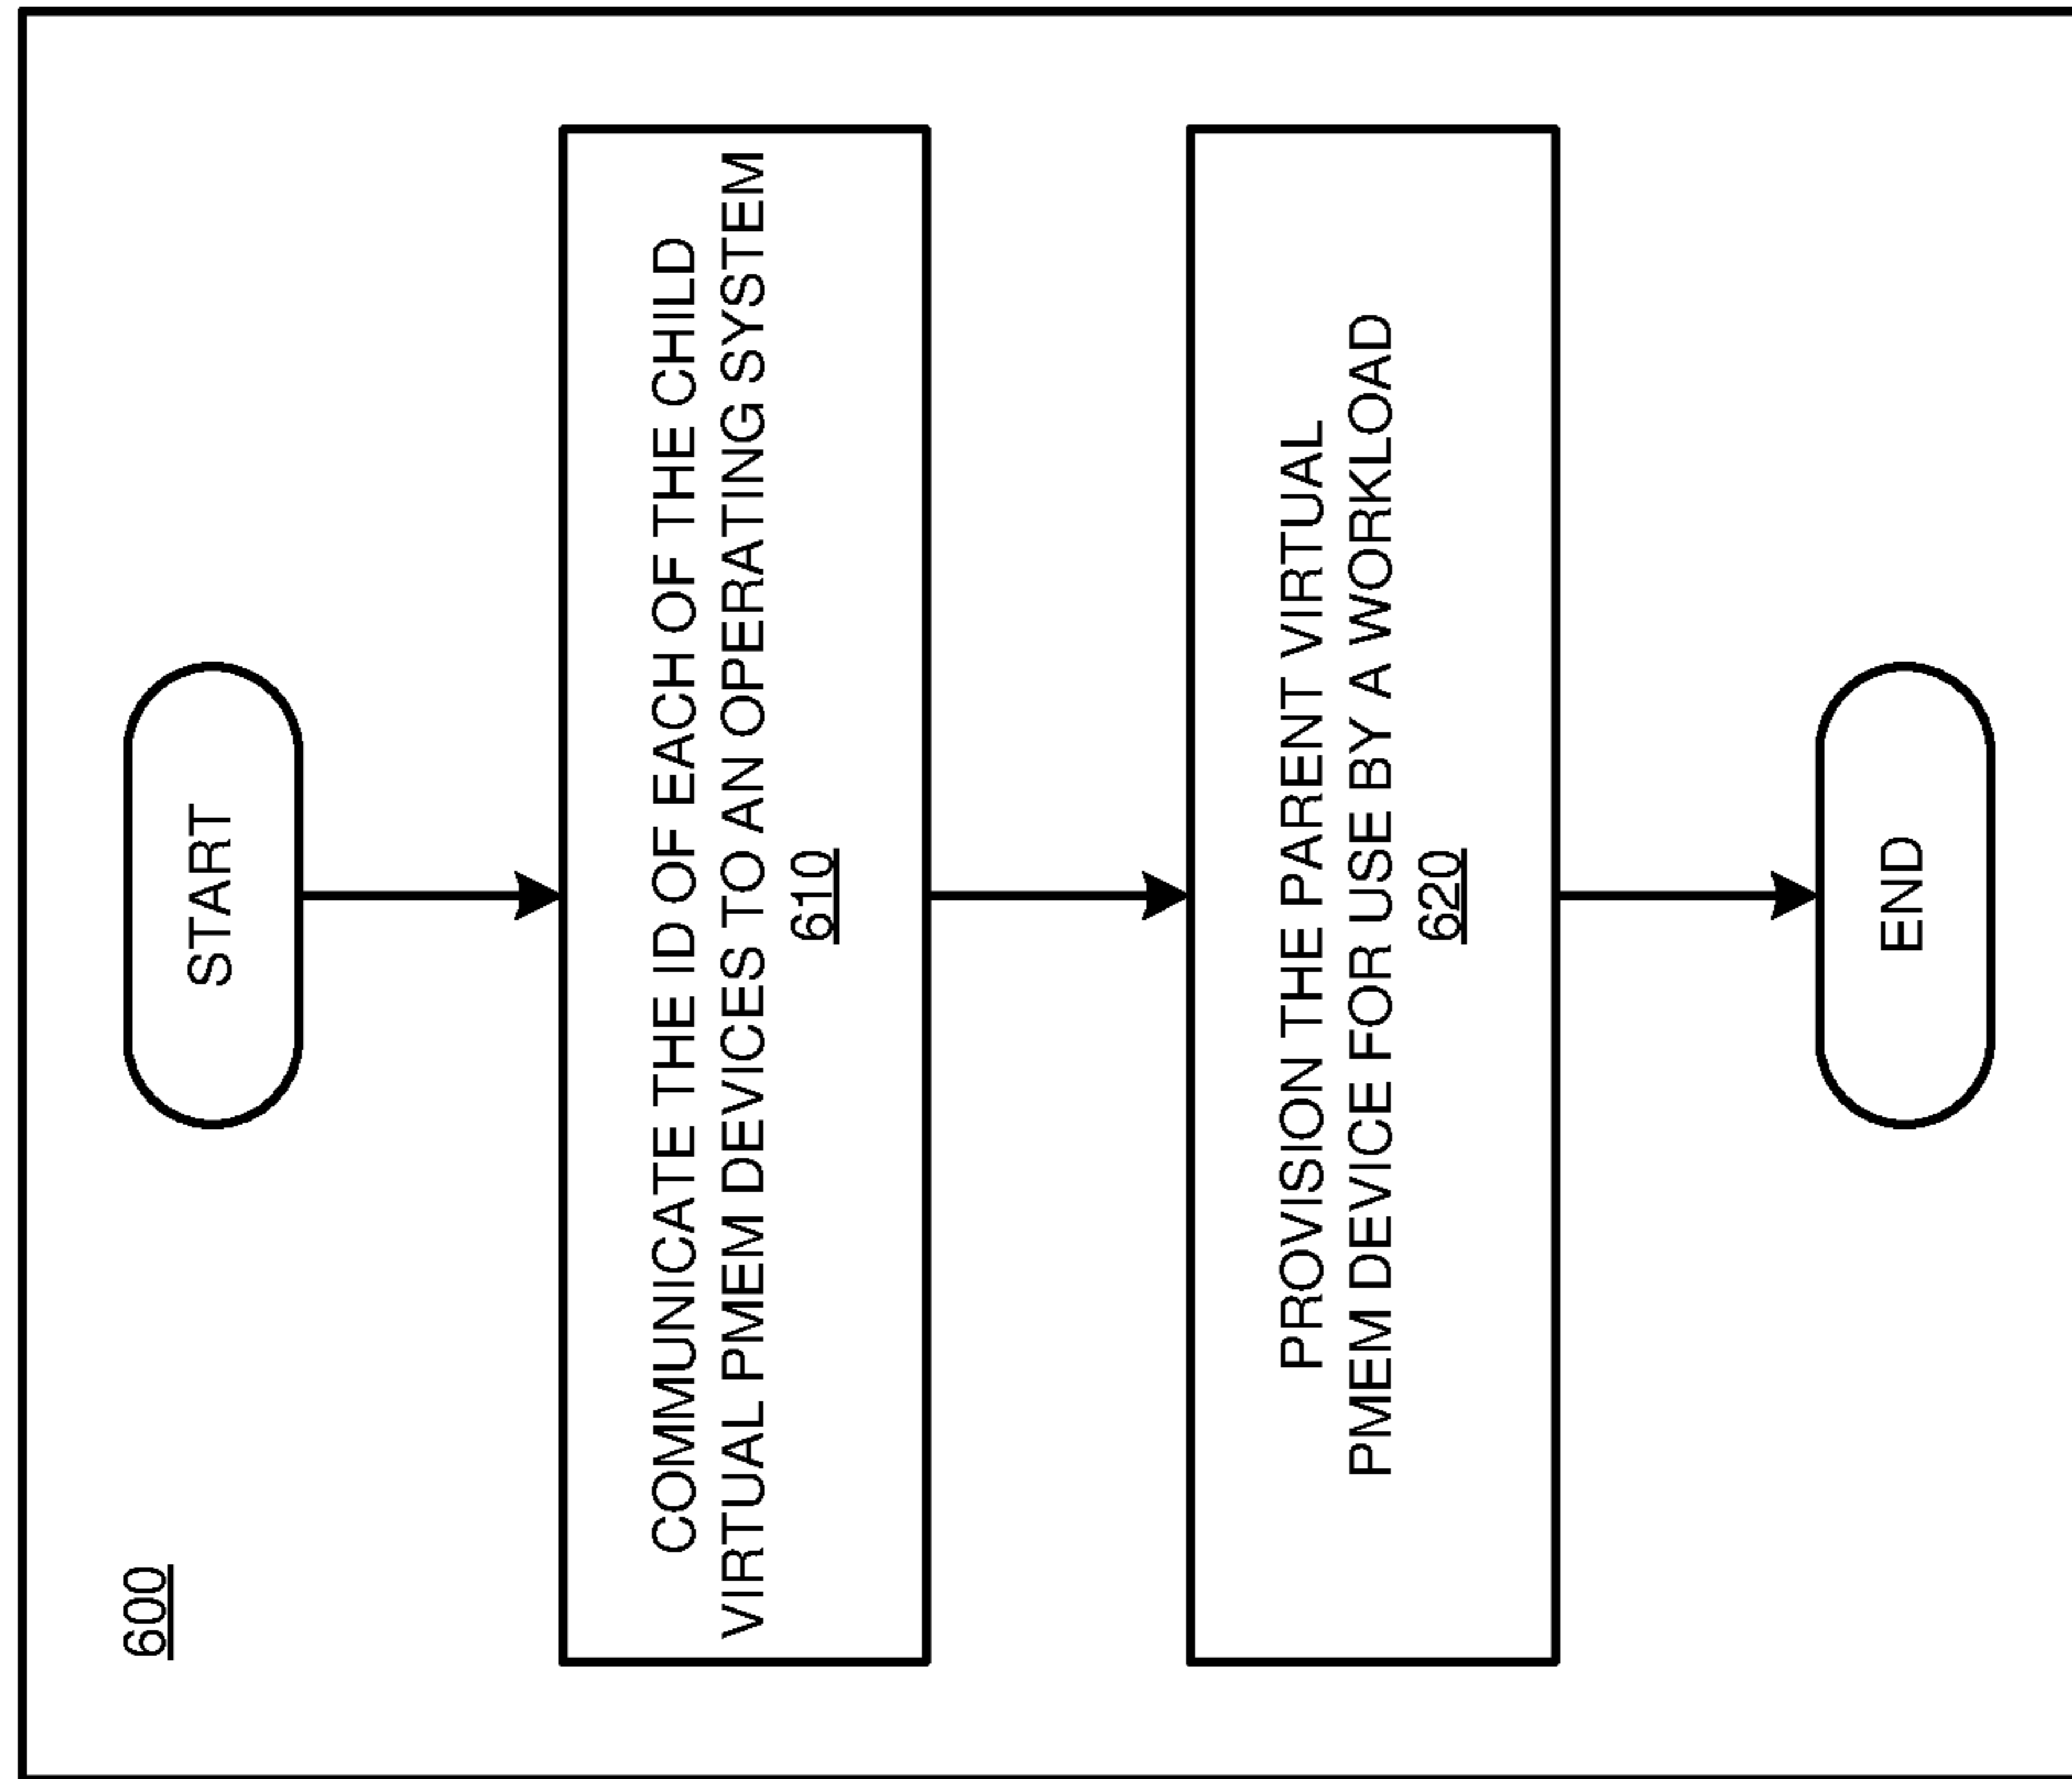 600
START
COMMUNICATE THE ID OF EACH OF THE CHILD
VIRTUAL PMEM DEVICES TO AN OPERATING SYSTEM
610
PROVISION THE PARENT VIRTUAL
PMEM DEVICE FOR USE BY A WORKLOAD
620
END